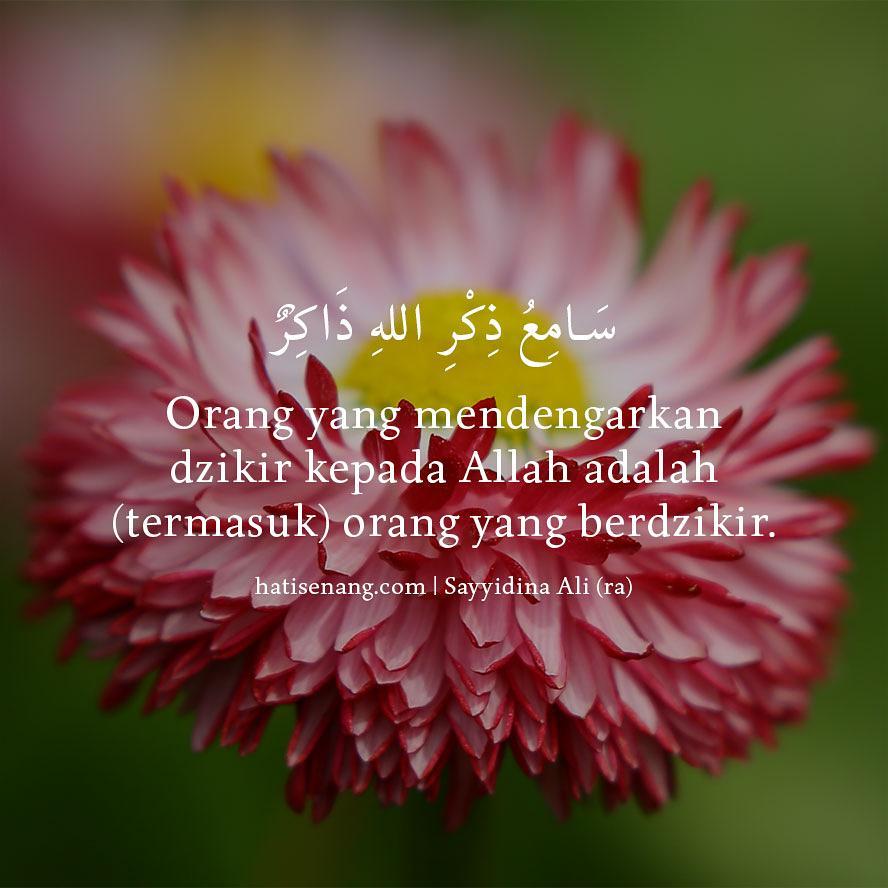 سَامِعُ ذِكْرِ اللهِ ذَاكِرٌ
Orang yang mendengarkan
dzikir kepada Allah adalah
(termasuk) orang yang berdzikir.
hatisenang.com | Sayyidina Ali (ra)